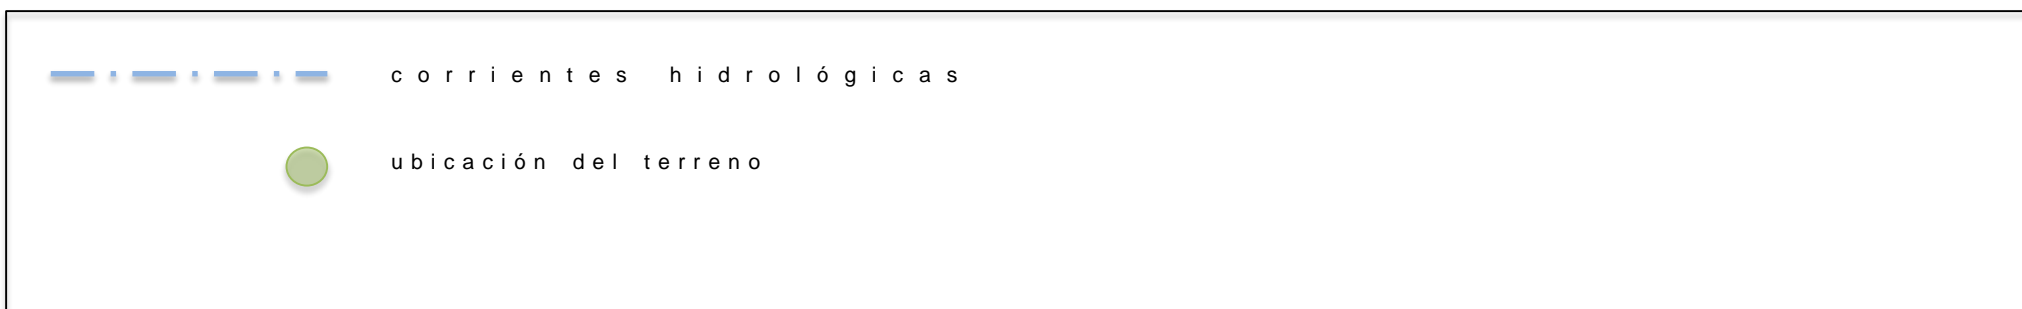 corrientes hidrológicas
ubicación del terreno